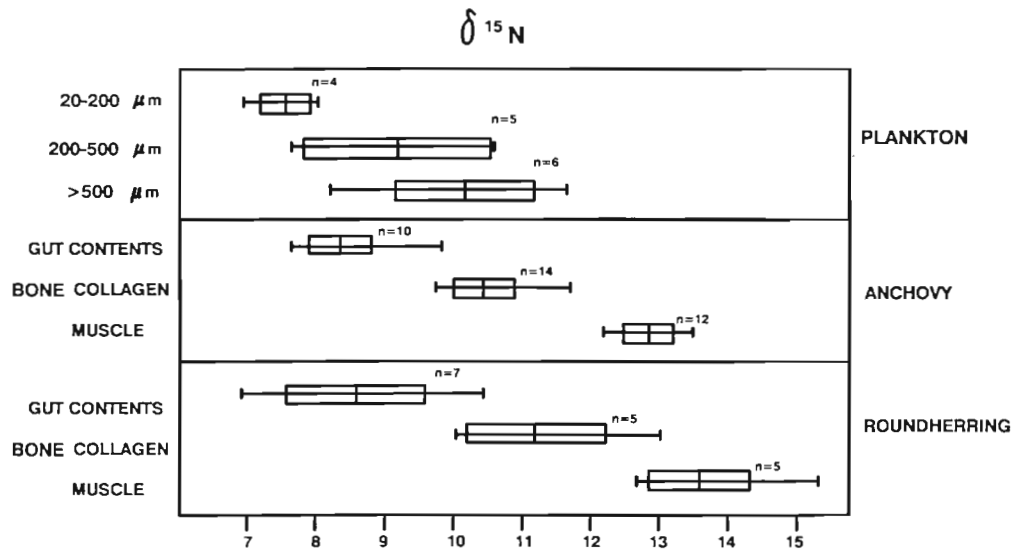 δ ¹⁵N
n=4
20-200 μm
n=5
200-500 μm
PLANKTON
n=6
>500 μm
n=10
GUT CONTENTS
n=14
BONE COLLAGEN
ANCHOVY
n=12
MUSCLE
n=7
GUT CONTENTS
n=5
ROUNDHERRING
BONE COLLAGEN
n=5
MUSCLE
7 8 9 10 11 12 13 14 15